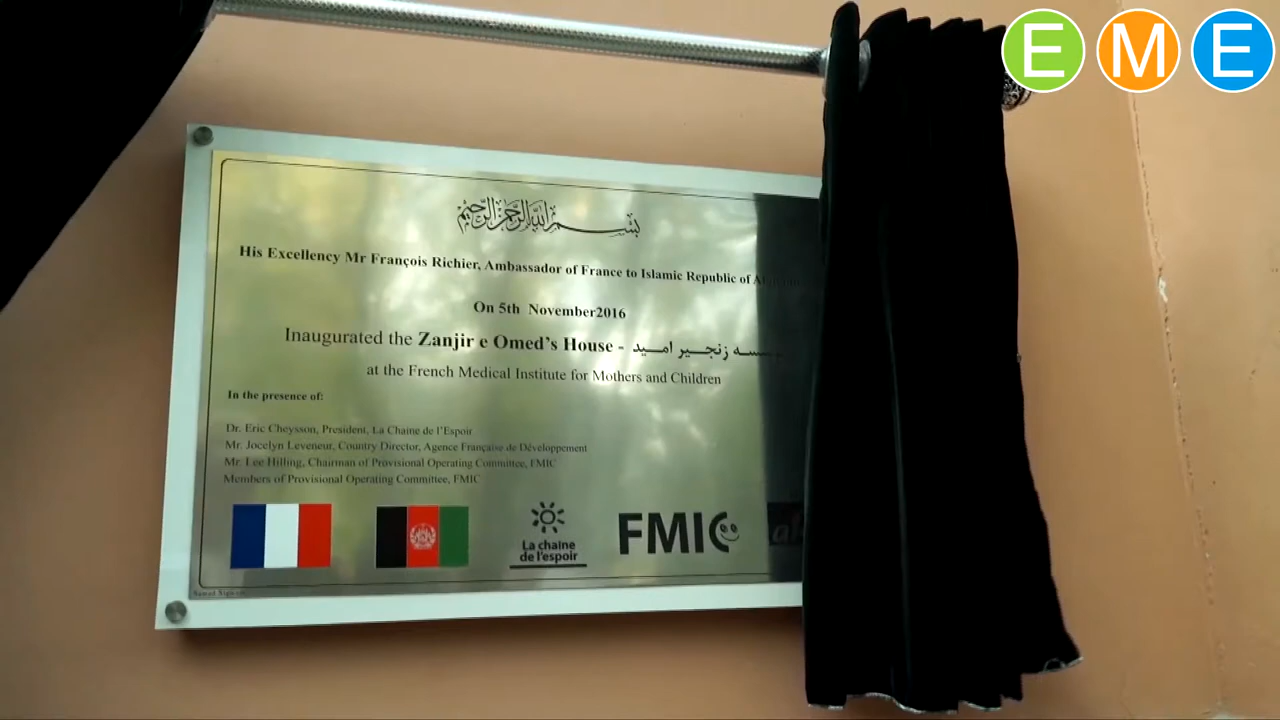 E M E
بسم الله الرحمن الرحيم
His Excellency Mr François Richier, Ambassador of France to Islamic Republic of
On 5th November2016
Inaugurated the Zanjir e Omed's House - زنجیر امید
at the French Medical Institute for Mothers and Children
In the presence of:
Dr. Eric Cheysson, President, La Chaine de l'Espoir
Mr. Jocelyn Leveneur, Country Director, Agence Française de Développement
Mr. Lee Hilling, Chairman of Provisional Operating Committee, FMIC
Members of Provisional Operating Committee, FMIC
La chaîne
de l'espoir
FMIC